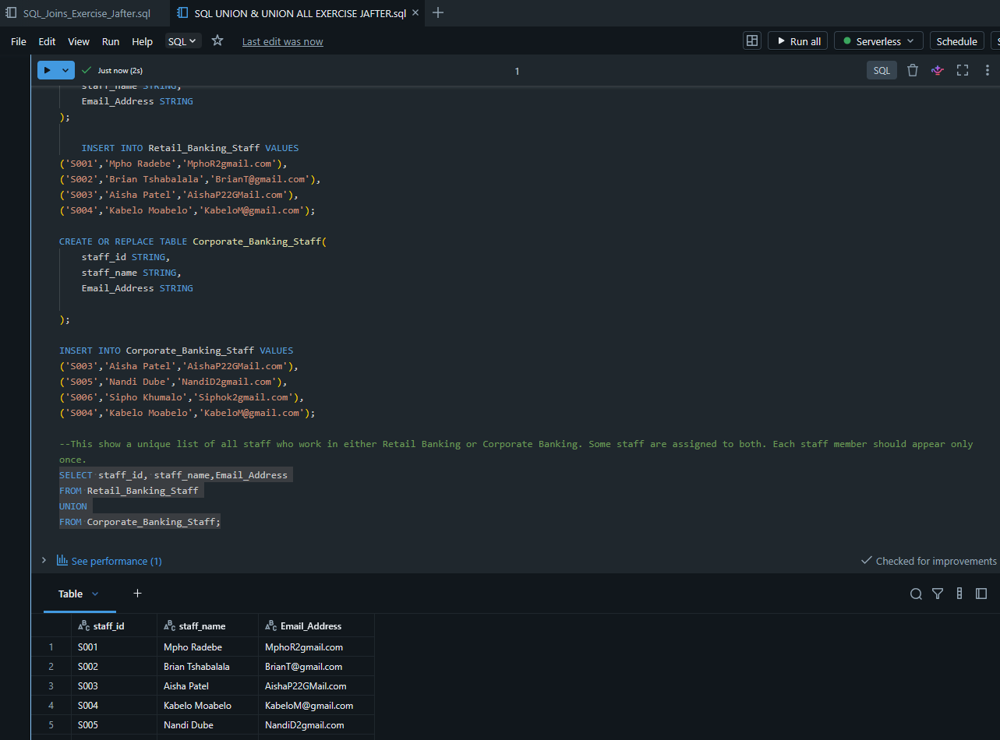 SQL_Joins_Exercise_Jafter.sql
SQL UNION & UNION ALL EXERCISE JAFTER.sql
File Edit View Run Help SQL Last edit was now
Run all Serverless Schedule
Just now (2s) 1 SQL
staff_name STRING,
Email_Address STRING
);
INSERT INTO Retail_Banking_Staff VALUES
('S001','Mpho Radebe','MphoR2gmail.com'),
('S002','Brian Tshabalala','BrianT@gmail.com'),
('S003','Aisha Patel','AishaP22GMail.com'),
('S004','Kabelo Moabelo','KabeloM@gmail.com');
CREATE OR REPLACE TABLE Corporate_Banking_Staff(
staff_id STRING,
staff_name STRING,
Email_Address STRING
);
INSERT INTO Corporate_Banking_Staff VALUES
('S003','Aisha Patel','AishaP22GMail.com'),
('S005','Nandi Dube','NandiD2gmail.com'),
('S006','Sipho Khumalo','Siphok2gmail.com'),
('S004','Kabelo Moabelo','KabeloM@gmail.com');
--This show a unique list of all staff who work in either Retail Banking or Corporate Banking. Some staff are assigned to both. Each staff member should appear only
once.
SELECT staff_id, staff_name,Email_Address
FROM Retail_Banking_Staff
UNION
FROM Corporate_Banking_Staff;
See performance (1) Checked for improvements
Table
staff_id staff_name Email_Address
1 S001 Mpho Radebe MphoR2gmail.com
2 S002 Brian Tshabalala BrianT@gmail.com
3 S003 Aisha Patel AishaP22GMail.com
4 S004 Kabelo Moabelo KabeloM@gmail.com
5 S005 Nandi Dube NandiD2gmail.com